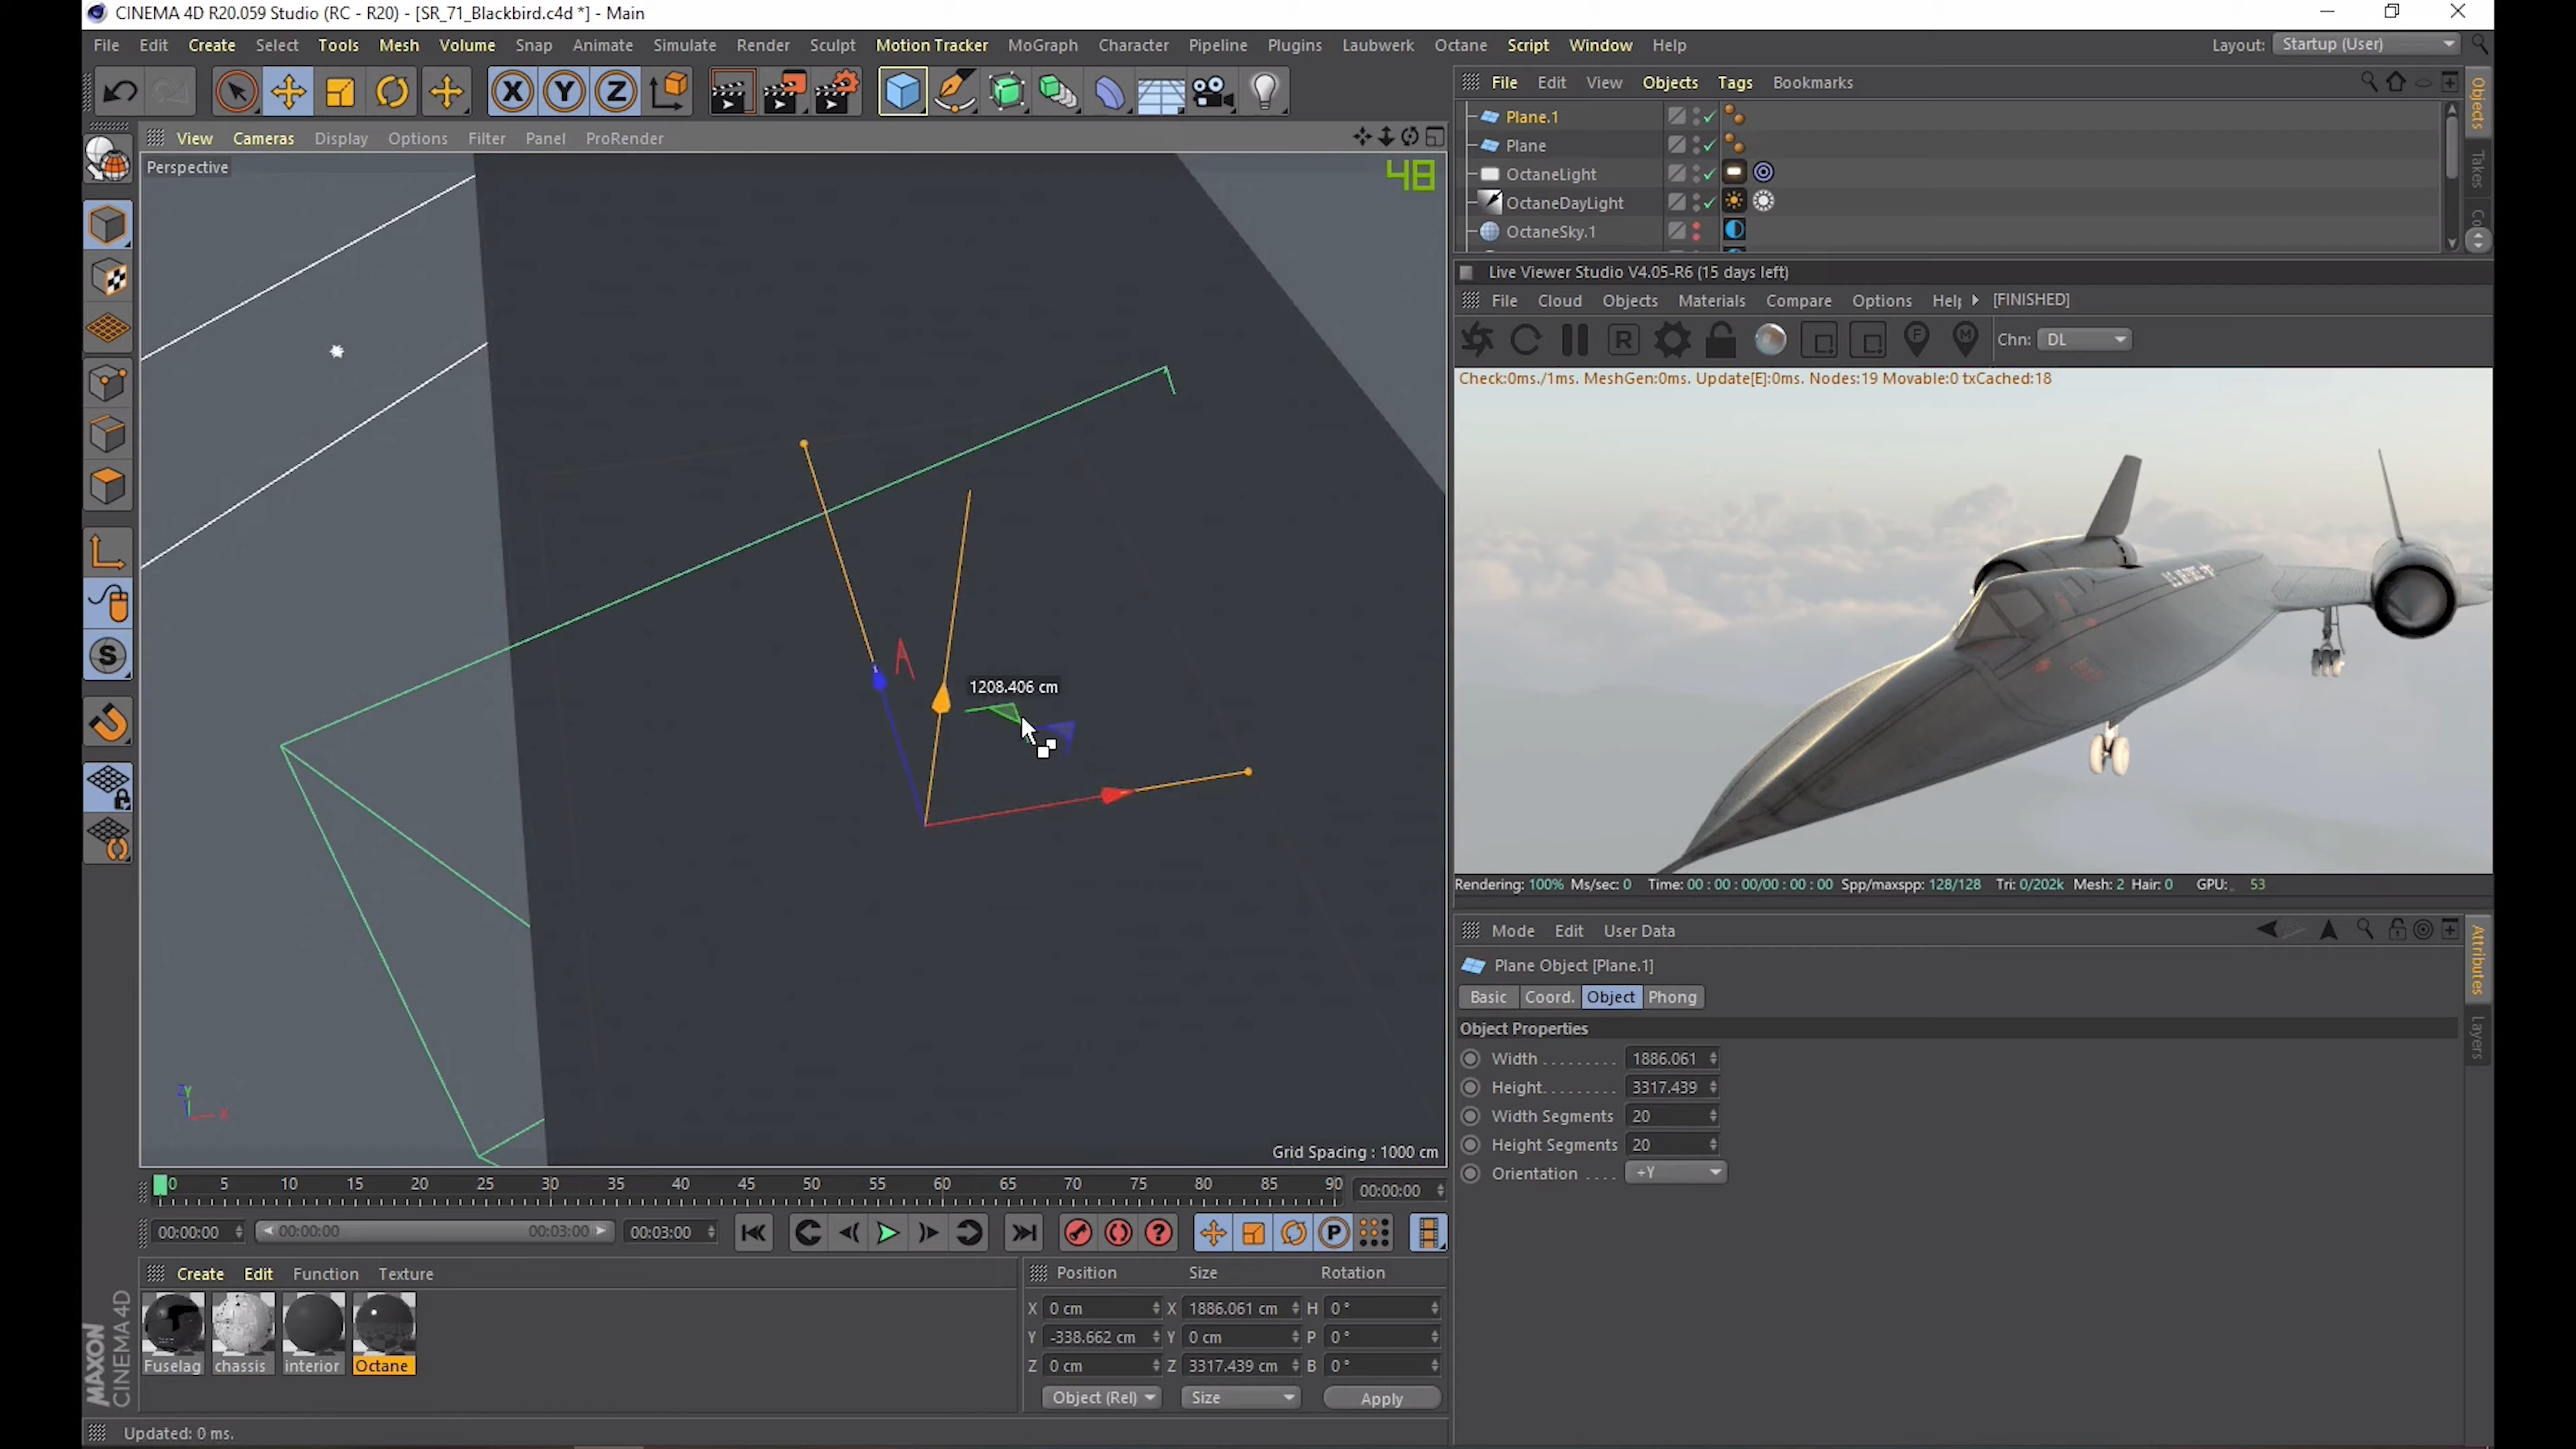 CINEMA 4D R20.059 Studio (RC - R20) - [SR_71_Blackbird.c4d *] - Main
File Edit Create Select Tools Mesh Volume Snap Animate Simulate Render Sculpt Motion Tracker MoGraph Character Pipeline Plugins Laubwerk Octane Script Window Help
Layout: Startup (User)
X Y Z
File Edit View Objects Tags Bookmarks
Objects
Takes
Plane.1
Plane
OctaneLight
OctaneDayLight
OctaneSky.1
View Cameras Display Options Filter Panel ProRender
Perspective
48
1208.406 cm
Grid Spacing : 1000 cm
Live Viewer Studio V4.05-R6 (15 days left)
File Cloud Objects Materials Compare Options Help [FINISHED]
R
F
M
Chn: DL
Check:0ms./1ms. MeshGen:0ms. Update[E]:0ms. Nodes:19 Movable:0 txCached:18
Rendering: 100% Ms/sec: 0 Time: 00 : 00 : 00/00 : 00 : 00 Spp/maxspp: 128/128 Tri: 0/202k Mesh: 2 Hair: 0 GPU: 53
Mode Edit User Data
Attributes
Layers
Plane Object [Plane.1]
Basic Coord. Object Phong
Object Properties
Width 1886.061
Height 3317.439
Width Segments 20
Height Segments 20
Orientation +Y
0 5 10 15 20 25 30 35 40 45 50 55 60 65 70 75 80 85 90 00:00:00
00:00:00 00:00:00 00:03:00 00:03:00
P
Create Edit Function Texture
Fuselag chassis interior Octane
Position Size Rotation
X 0 cm X 1886.061 cm H 0 °
Y -338.662 cm Y 0 cm P 0 °
Z 0 cm Z 3317.439 cm B 0 °
Object (Rel) Size Apply
MAXON
CINEMA 4D
Updated: 0 ms.